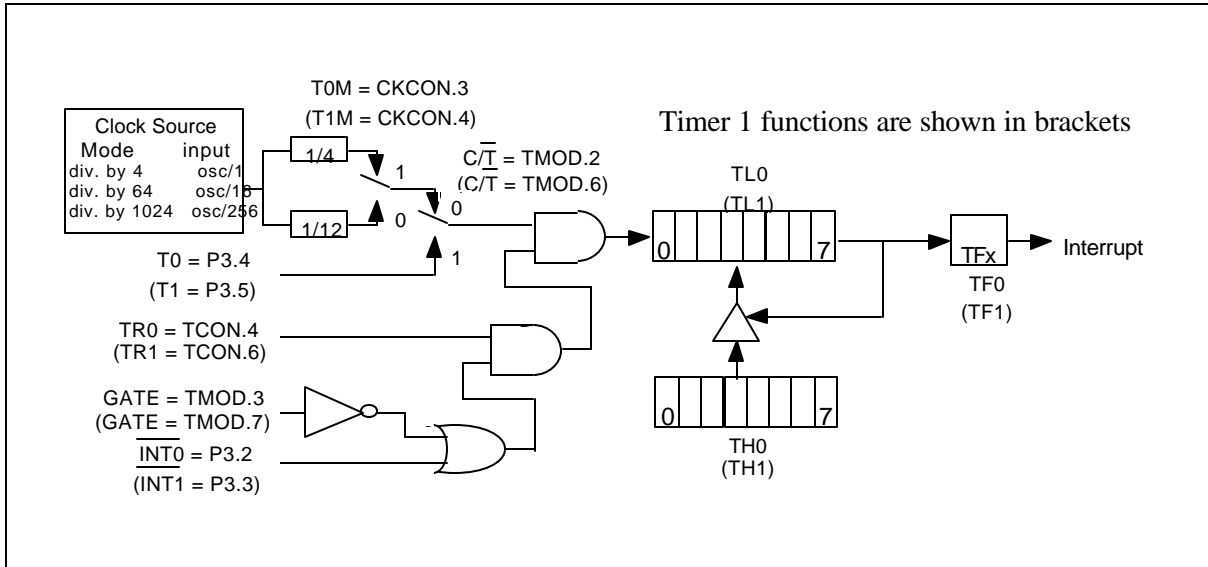 T0M = CKCON.3
(T1M = CKCON.4)
Clock Source
Mode input
div. by 4 osc/1
div. by 64 osc/16
div. by 1024 osc/256
1/4
1/12
1
0
C/T̅ = TMOD.2
(C/T̅ = TMOD.6)
0
1
T0 = P3.4
(T1 = P3.5)
TR0 = TCON.4
(TR1 = TCON.6)
GATE = TMOD.3
(GATE = TMOD.7)
I̅N̅T̅0̅ = P3.2
(I̅N̅T̅1̅ = P3.3)
Timer 1 functions are shown in brackets
TL0
(TL1)
0 7
TFx
Interrupt
TF0
(TF1)
0 7
TH0
(TH1)